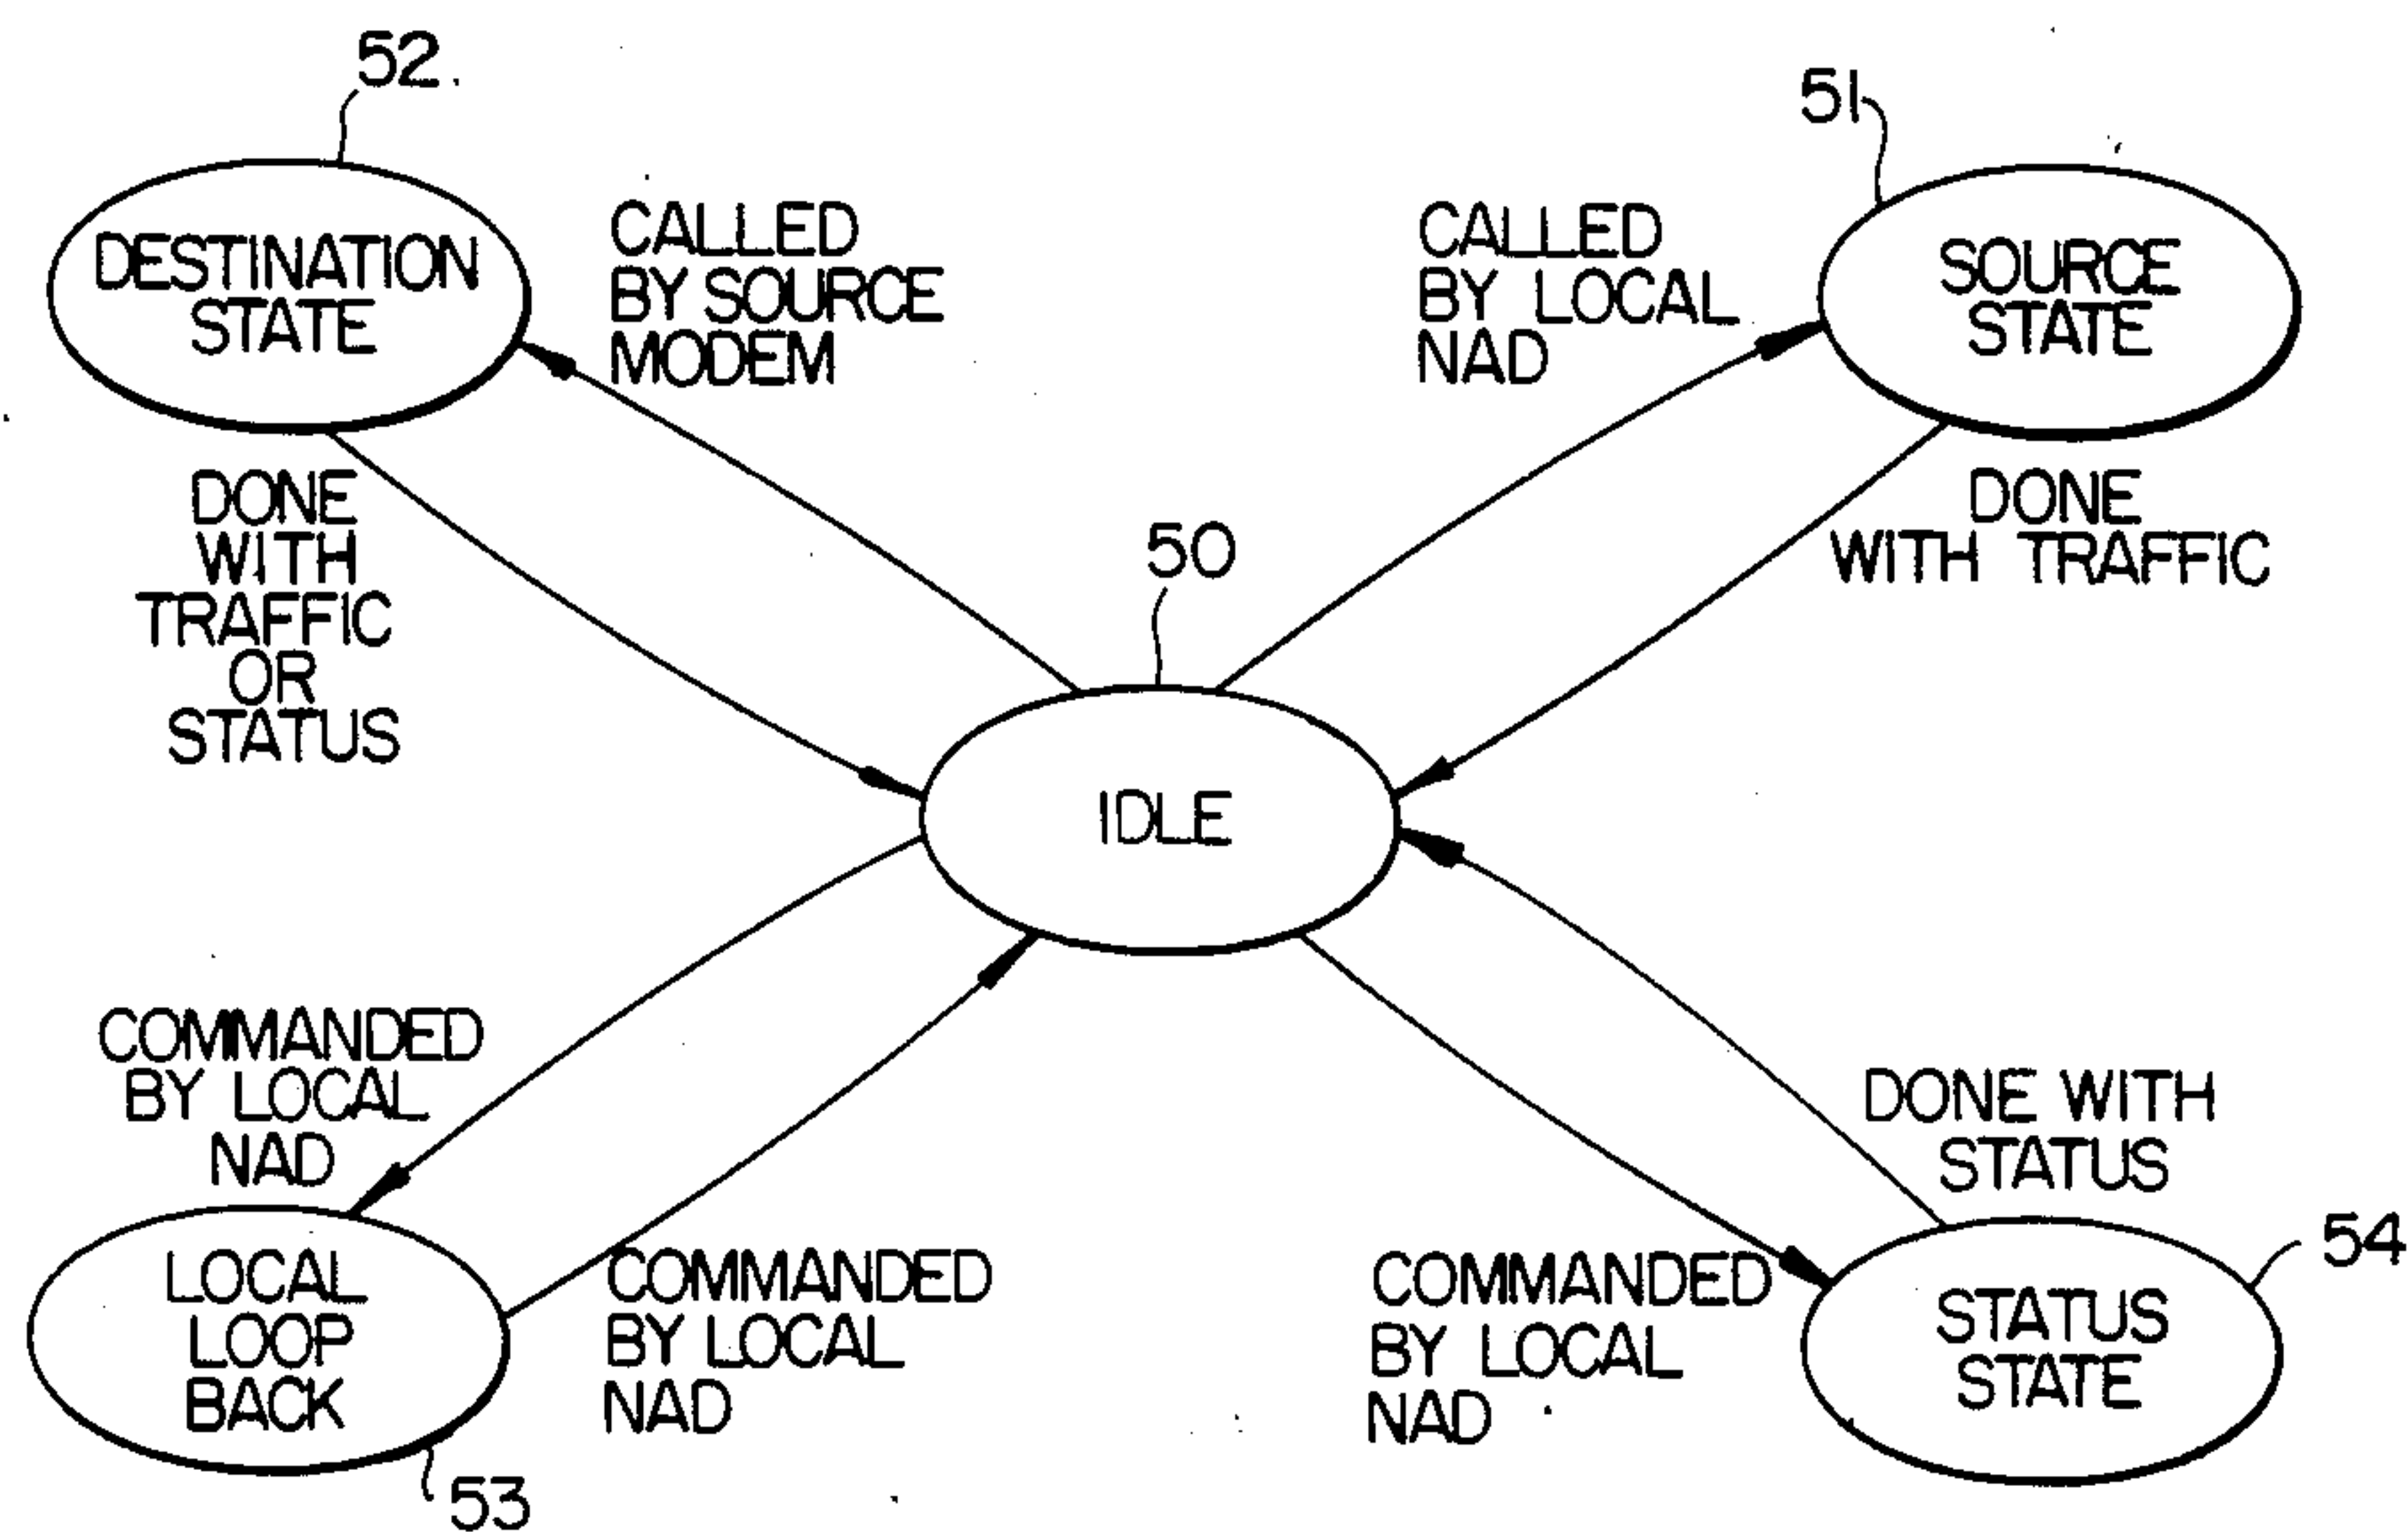 52
51
DESTINATION
STATE
CALLED
BY SOURCE
MODEM
CALLED
BY LOCAL
NAD
SOURCE
STATE
DONE
WITH
TRAFFIC
OR
STATUS
50
DONE
WITH TRAFFIC
IDLE
COMMANDED
BY LOCAL
NAD
DONE WITH
STATUS
LOCAL
LOOP
BACK
COMMANDED
BY LOCAL
NAD
COMMANDED
BY LOCAL
NAD
STATUS
STATE
54
53